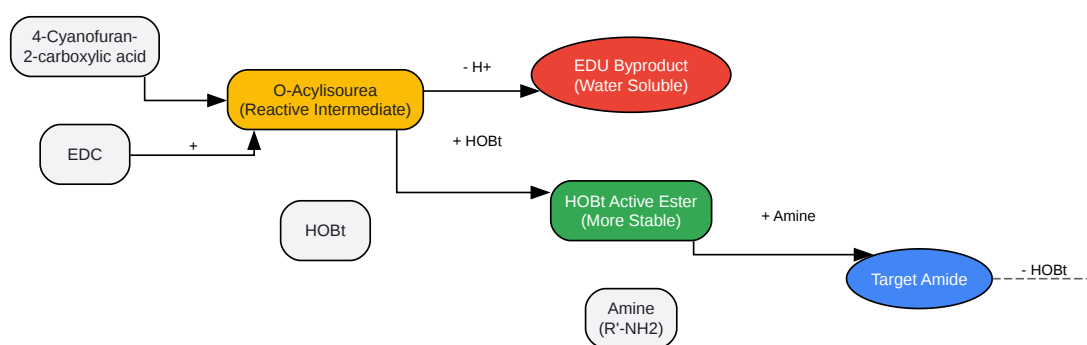 4-Cyanofuran-
2-carboxylic acid
EDC
+
O-Acylisourea
(Reactive Intermediate)
- H+
EDU Byproduct
(Water Soluble)
+ HOBt
HOBt
HOBt Active Ester
(More Stable)
+ Amine
Amine
(R'-NH2)
Target Amide
- HOBt